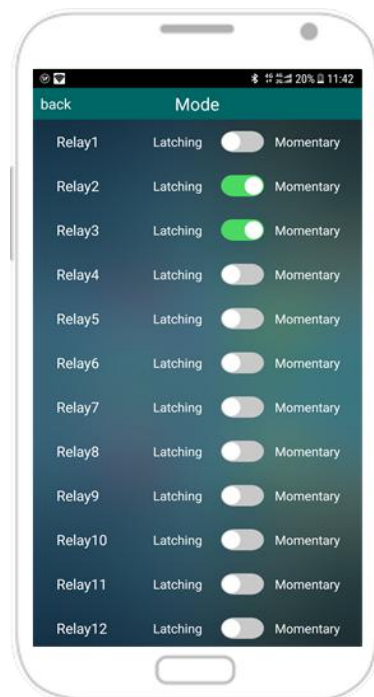 20% 11:42
back Mode
Relay1 Latching Momentary
Relay2 Latching Momentary
Relay3 Latching Momentary
Relay4 Latching Momentary
Relay5 Latching Momentary
Relay6 Latching Momentary
Relay7 Latching Momentary
Relay8 Latching Momentary
Relay9 Latching Momentary
Relay10 Latching Momentary
Relay11 Latching Momentary
Relay12 Latching Momentary